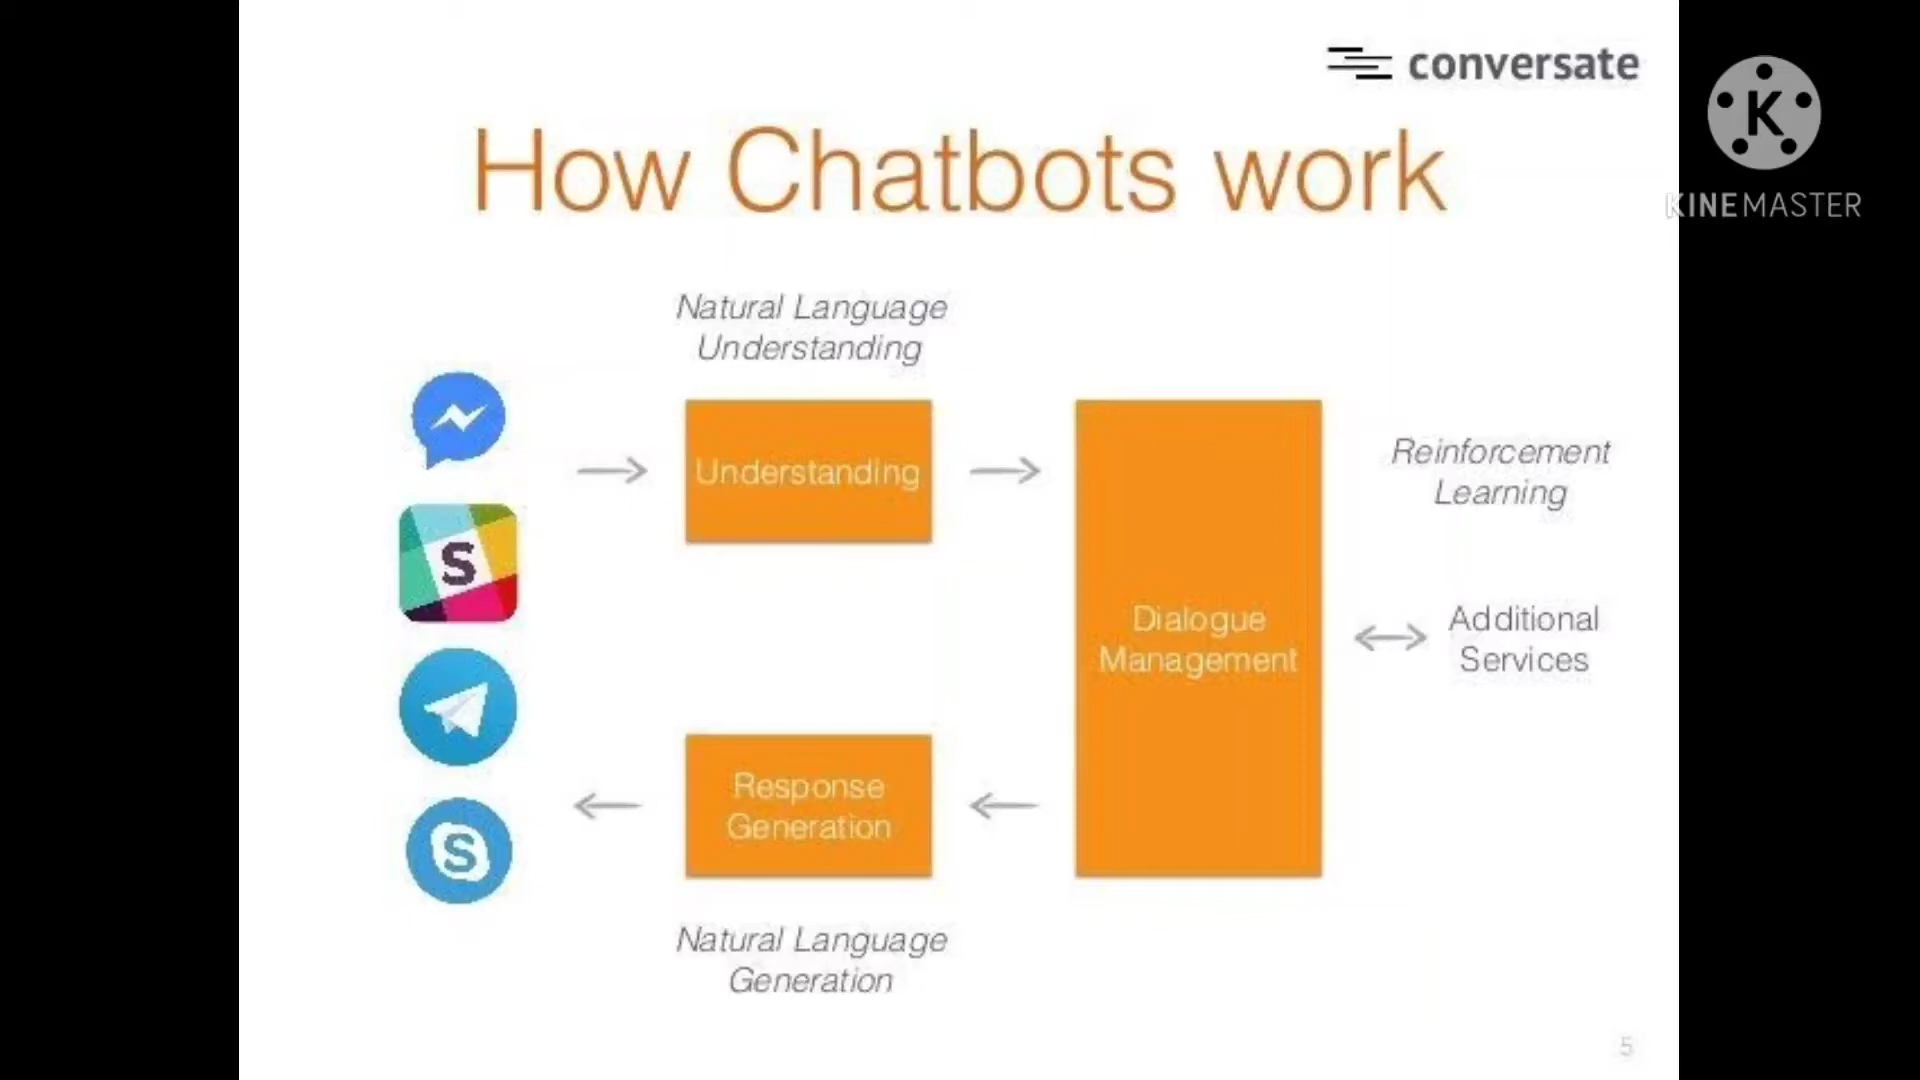 conversate
K
KINEMASTER
How Chatbots work
Natural Language
Understanding
Understanding
Reinforcement
Learning
S
Dialogue
Management
Additional
Services
Response
Generation
S
Natural Language
Generation
5